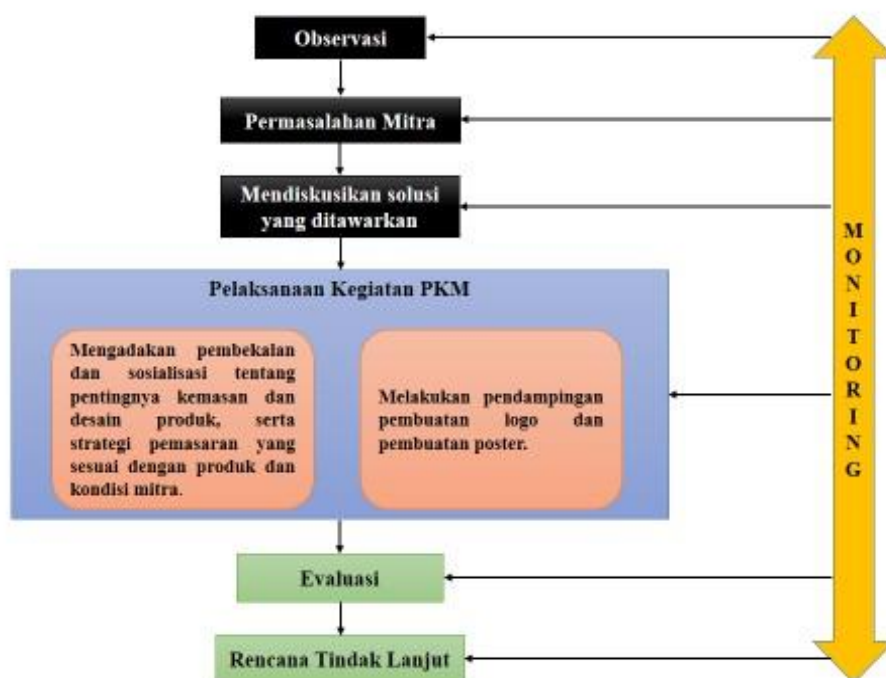 Observasi
Permasalahan Mitra
Mendiskusikan solusi
yang ditawarkan
Pelaksanaan Kegiatan PKM
Mengadakan pembekalan
dan sosialisasi tentang
pentingnya kemasan dan
desain produk, serta
strategi pemasaran yang
sesuai dengan produk dan
kondisi mitra.
Melakukan pendampingan
pembuatan logo dan
pembuatan poster.
Evaluasi
Rencana Tindak Lanjut
MONITORING